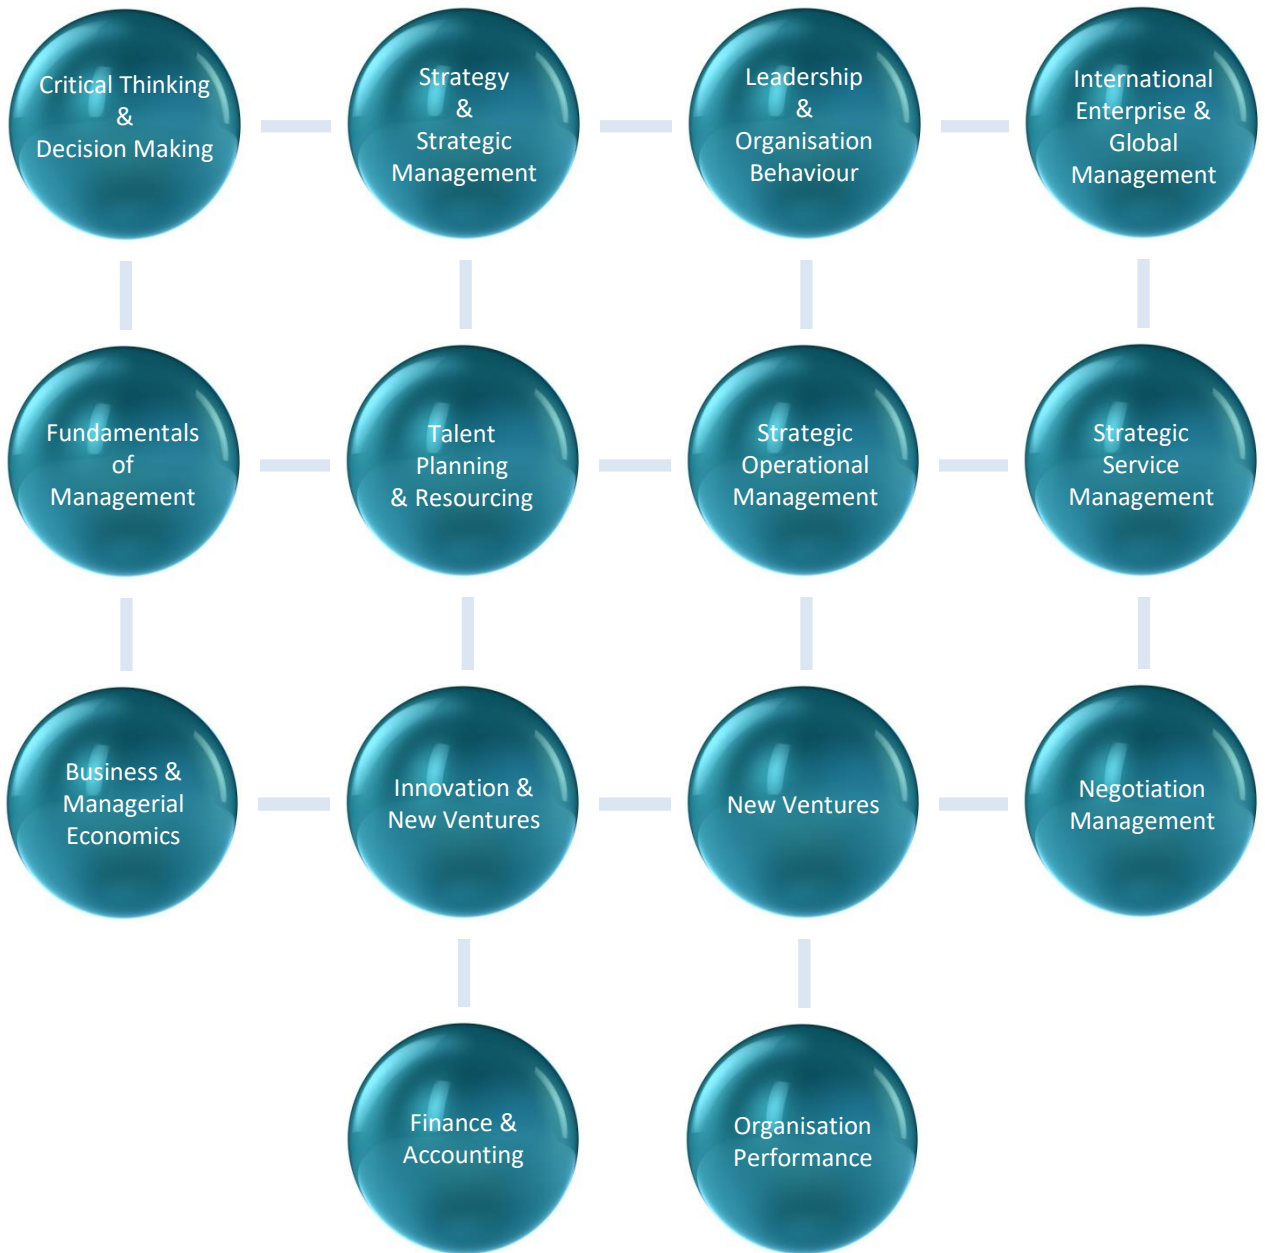 Critical Thinking
&
Decision Making
Strategy
&
Strategic
Management
Leadership
&
Organisation
Behaviour
International
Enterprise &
Global
Management
Fundamentals
of
Management
Talent
Planning
& Resourcing
Strategic
Operational
Management
Strategic
Service
Management
Business &
Managerial
Economics
Innovation &
New Ventures
New Ventures
Negotiation
Management
Finance &
Accounting
Organisation
Performance